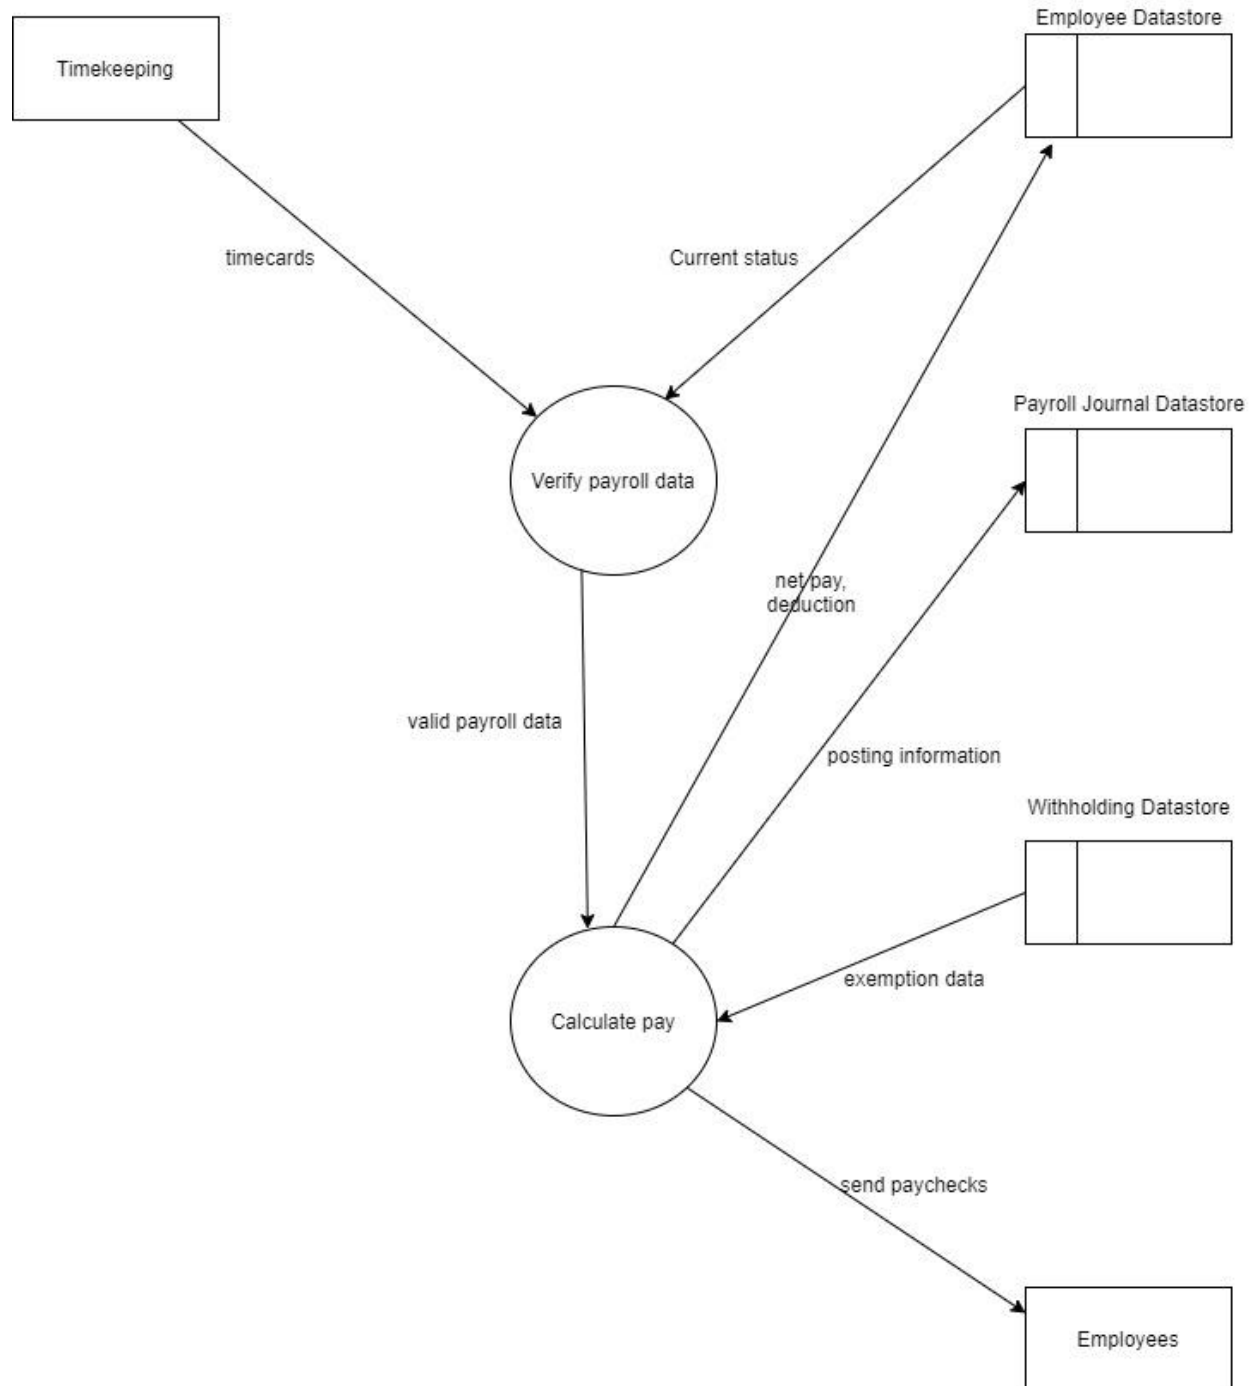 Employee Datastore
Timekeeping
timecards
Current status
Payroll Journal Datastore
Verify payroll data
net pay,
deduction
valid payroll data
posting information
Withholding Datastore
exemption data
Calculate pay
send paychecks
Employees